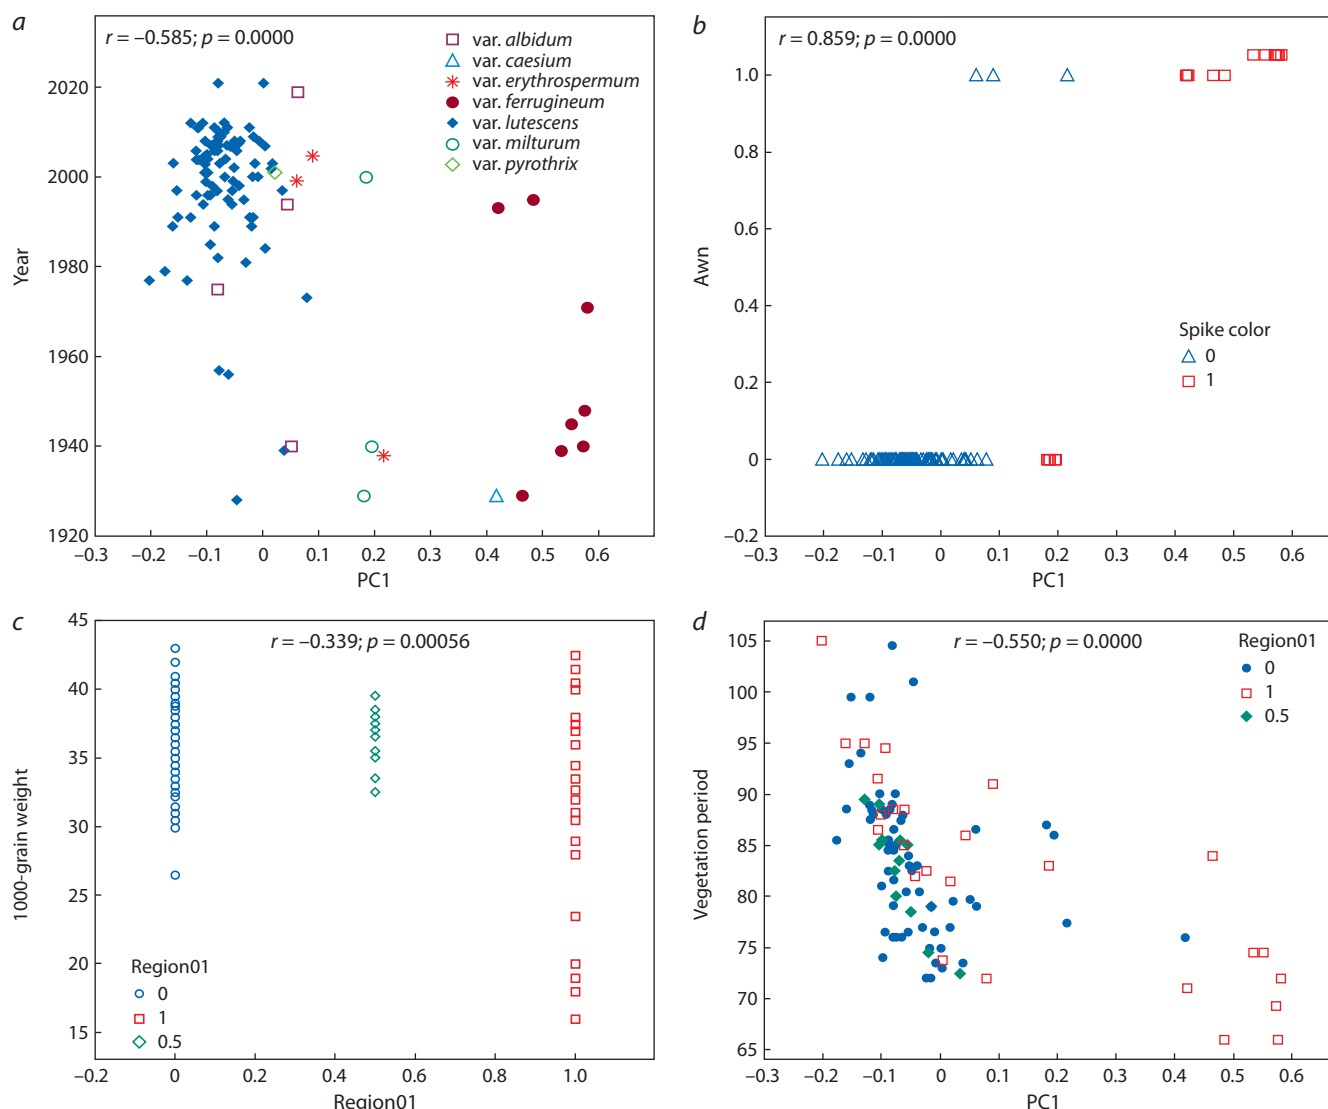 a
r = –0.585; p = 0.0000
var. albidum
var. caesium
var. erythrospermum
var. ferrugineum
var. lutescens
var. milturum
var. pyrothrix
2020
2000
1980
1960
1940
1920
Year
–0.3 –0.2 –0.1 0 0.1 0.2 0.3 0.4 0.5 0.6
PC1
b
r = 0.859; p = 0.0000
1.0
0.8
0.6
0.4
0.2
0
–0.2
Awn
Spike color
0
1
–0.3 –0.2 –0.1 0 0.1 0.2 0.3 0.4 0.5 0.6
PC1
c
r = –0.339; p = 0.00056
45
40
35
30
25
20
15
1000-grain weight
Region01
0
1
0.5
–0.2 0 0.2 0.4 0.6 0.8 1.0
Region01
d
r = –0.550; p = 0.0000
Region01
0
1
0.5
105
100
95
90
85
80
75
70
65
Vegetation period
–0.3 –0.2 –0.1 0 0.1 0.2 0.3 0.4 0.5 0.6
PC1